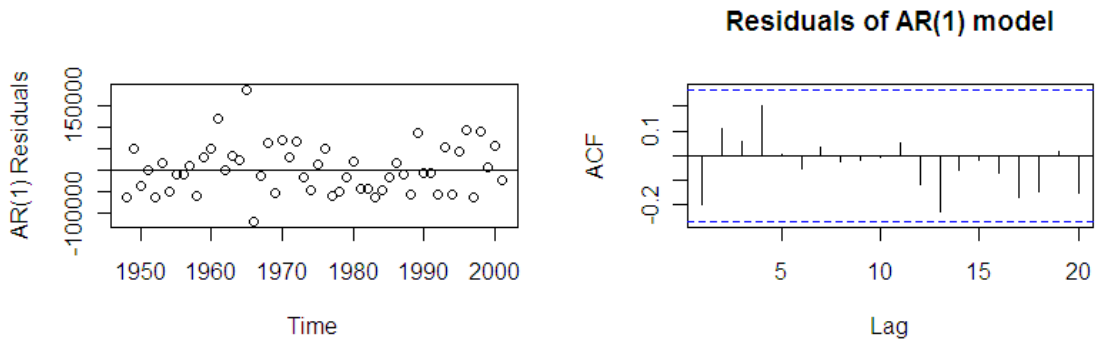 AR(1) Residuals
-100000
150000
1950
1960
1970
1980
1990
2000
Time
Residuals of AR(1) model
ACF
-0.2
0.1
5
10
15
20
Lag